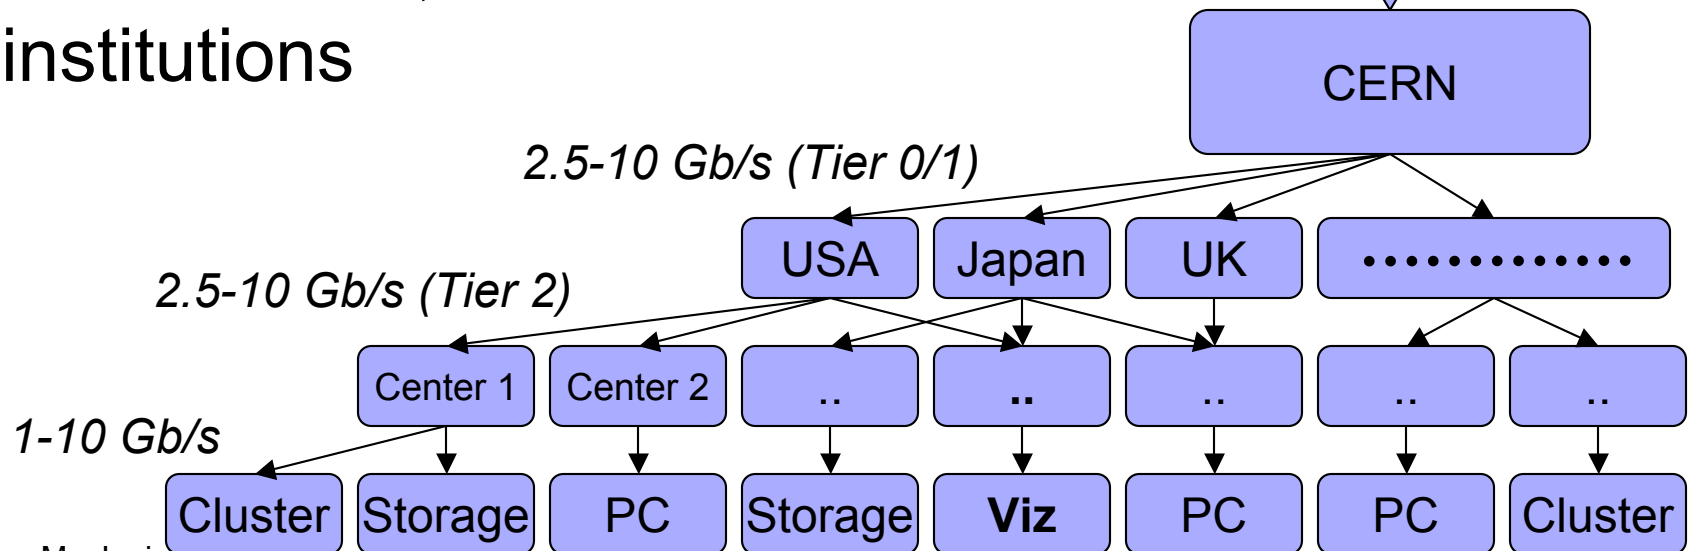 institutions
CERN
2.5-10 Gb/s (Tier 0/1)
USA Japan UK •••••••••••••
2.5-10 Gb/s (Tier 2)
Center 1 Center 2 .. .. .. .. ..
1-10 Gb/s
Cluster Storage PC Storage Viz PC PC Cluster